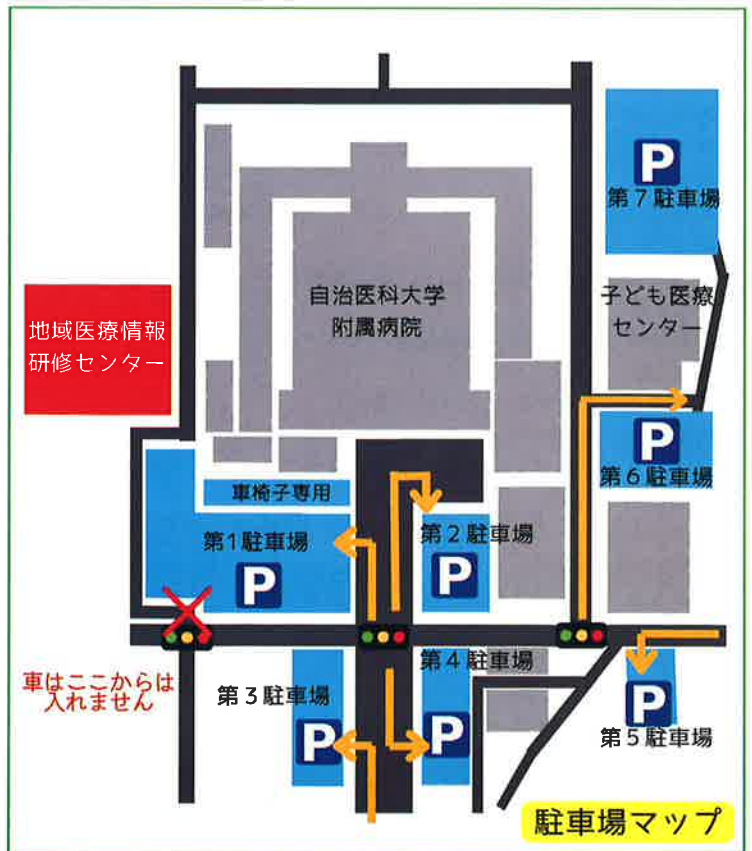 P
第7駐車場
自治医科大学
附属病院
子ども医療
センター
地域医療情報
研修センター
P
第6駐車場
車椅子専用
第1駐車場
P
第2駐車場
P
車はここからは
入れません
第3駐車場
P
第4駐車場
P
P
第5駐車場
駐車場マップ